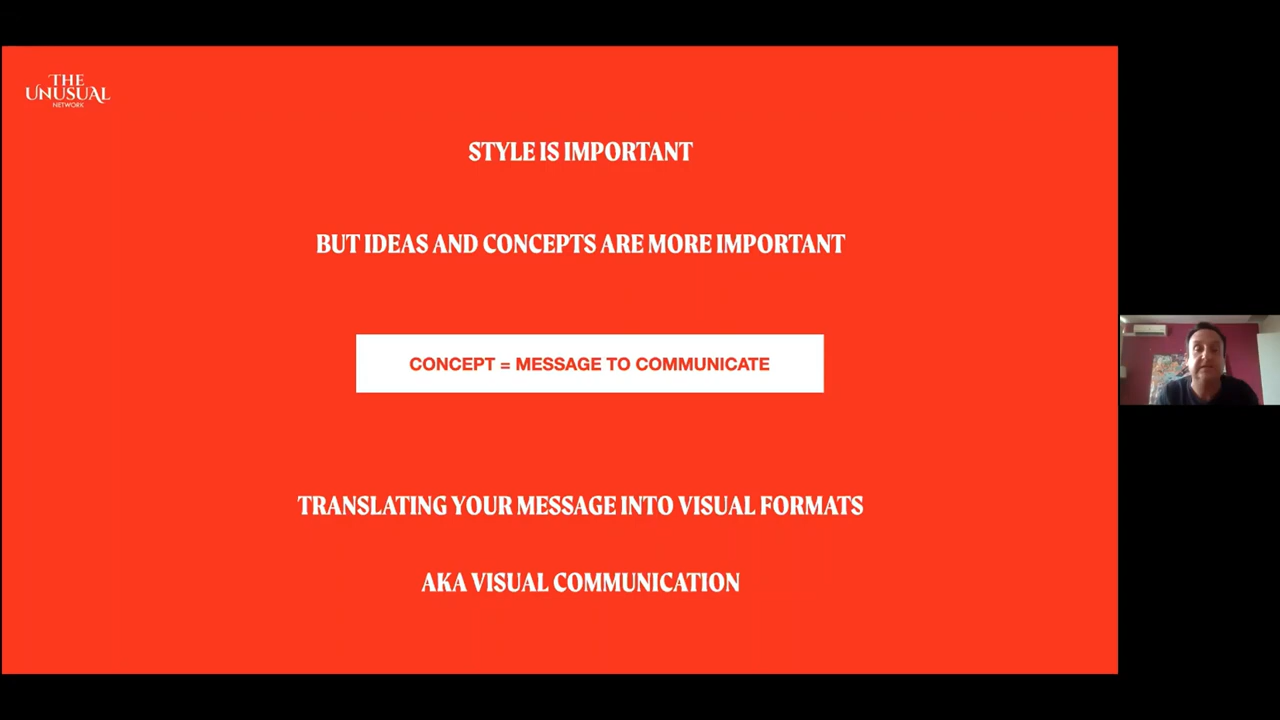 THE
UNUSUAL
NETWORK
STYLE IS IMPORTANT
BUT IDEAS AND CONCEPTS ARE MORE IMPORTANT
CONCEPT = MESSAGE TO COMMUNICATE
TRANSLATING YOUR MESSAGE INTO VISUAL FORMATS
AKA VISUAL COMMUNICATION